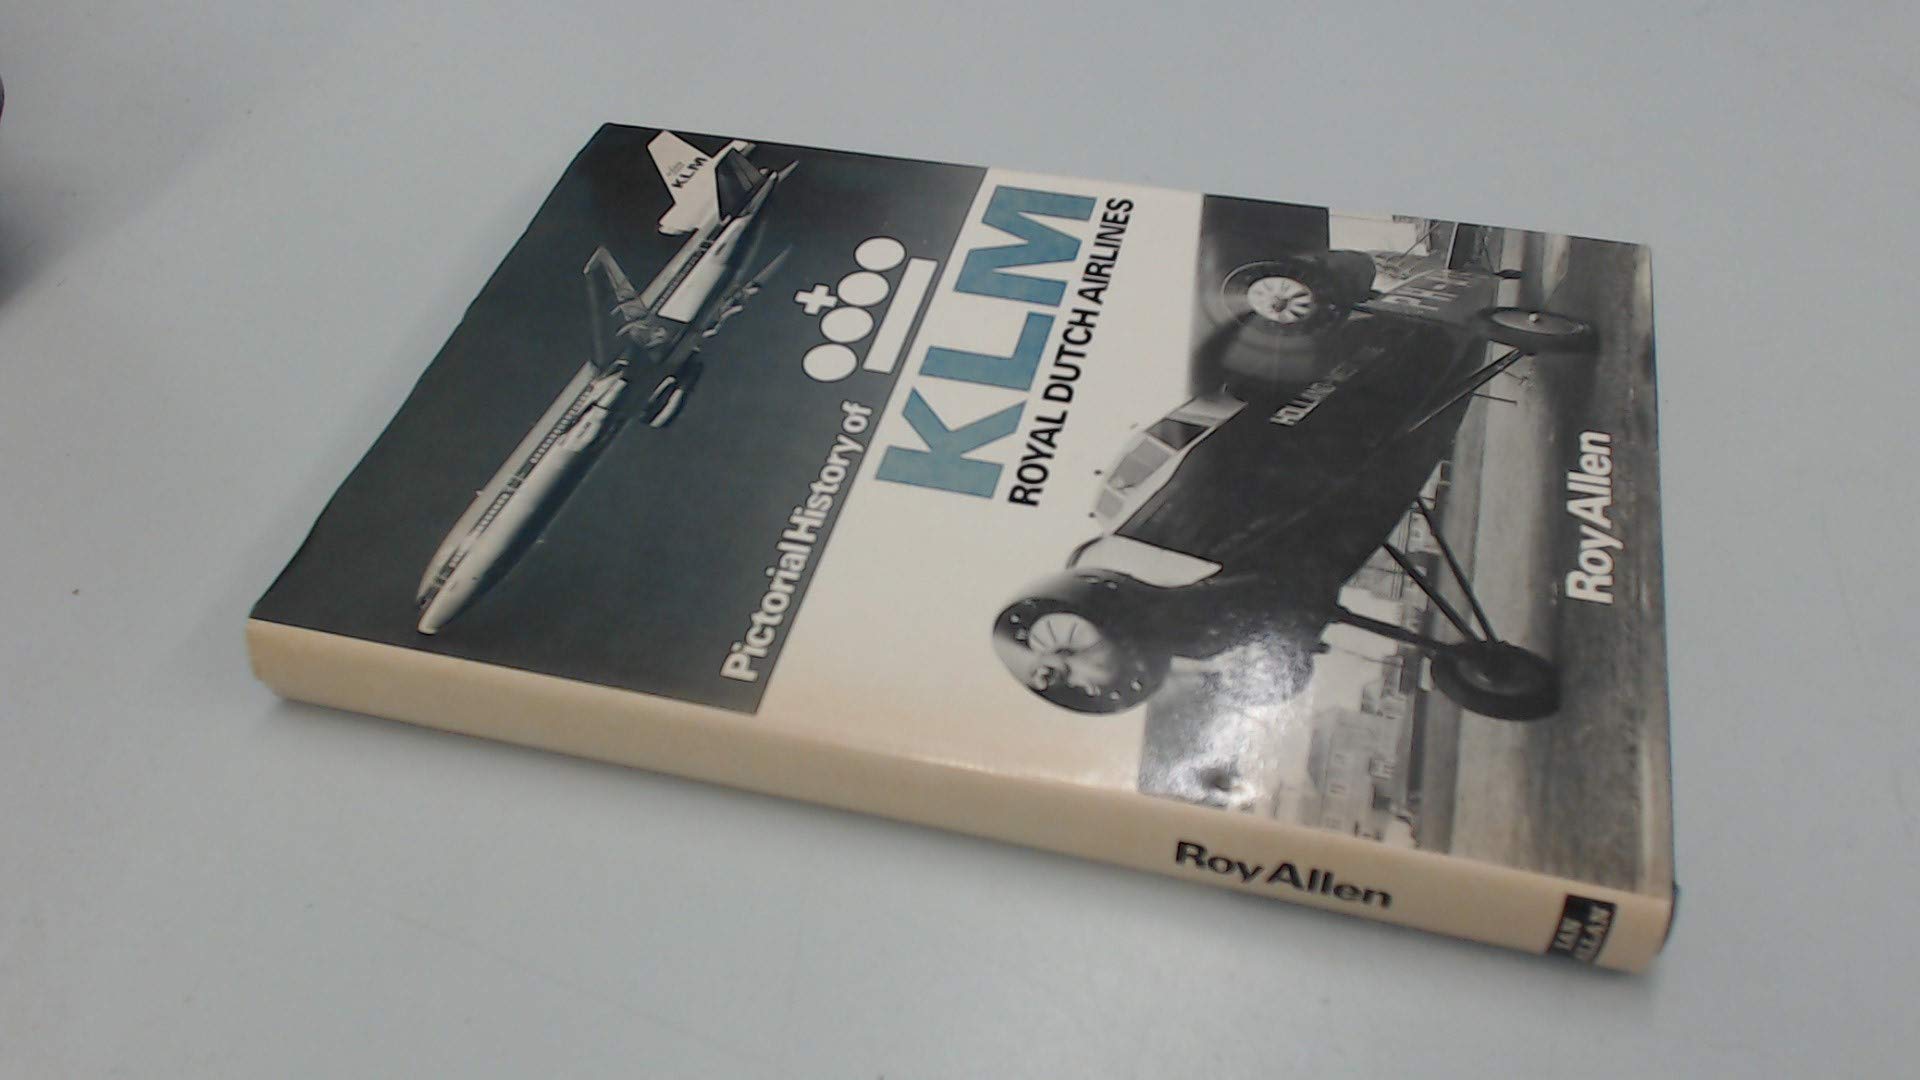 KLM
Pictorial History of
KLM
ROYAL DUTCH AIRLINES
Roy Allen
Roy Allen
IAN
ALLAN